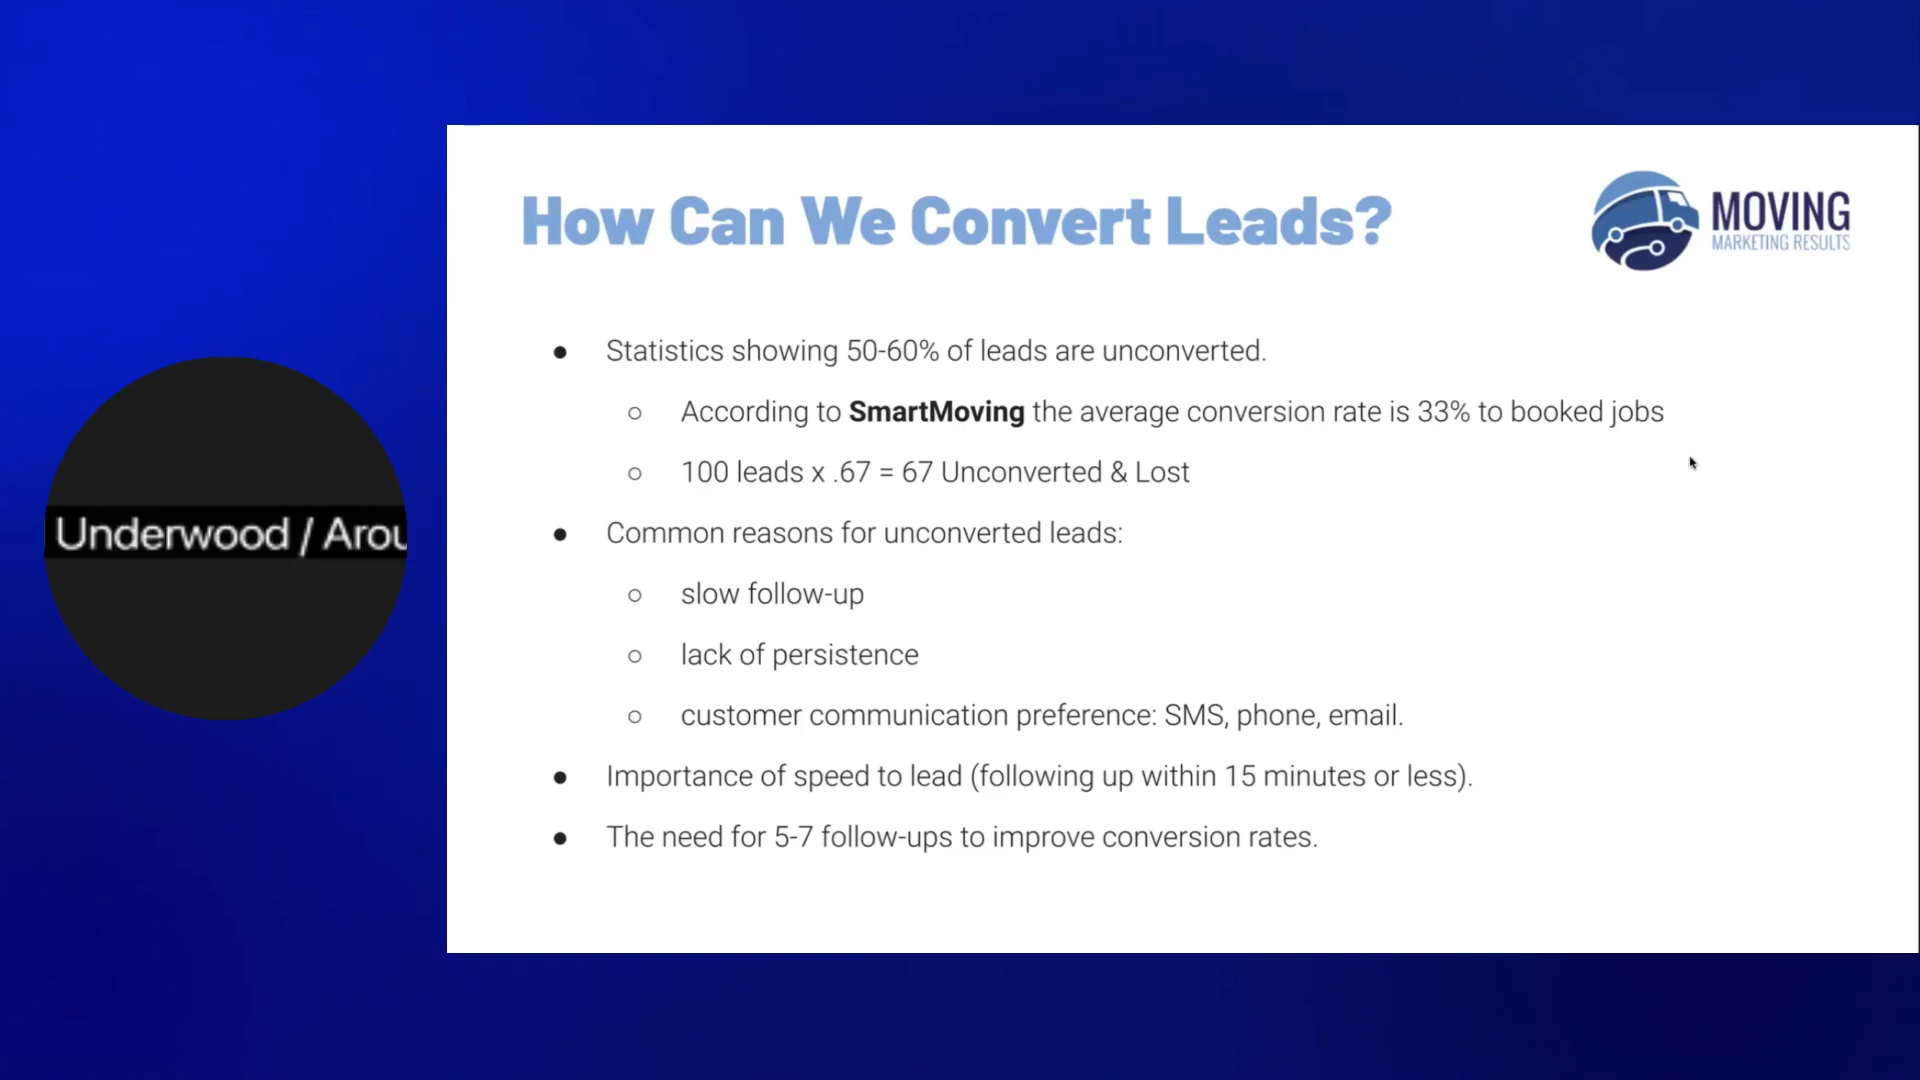 How Can We Convert Leads?
MOVING
MARKETING RESULTS
● Statistics showing 50-60% of leads are unconverted.
○ According to SmartMoving the average conversion rate is 33% to booked jobs
○ 100 leads x .67 = 67 Unconverted & Lost
● Common reasons for unconverted leads:
○ slow follow-up
○ lack of persistence
○ customer communication preference: SMS, phone, email.
● Importance of speed to lead (following up within 15 minutes or less).
● The need for 5-7 follow-ups to improve conversion rates.
Underwood / Arou